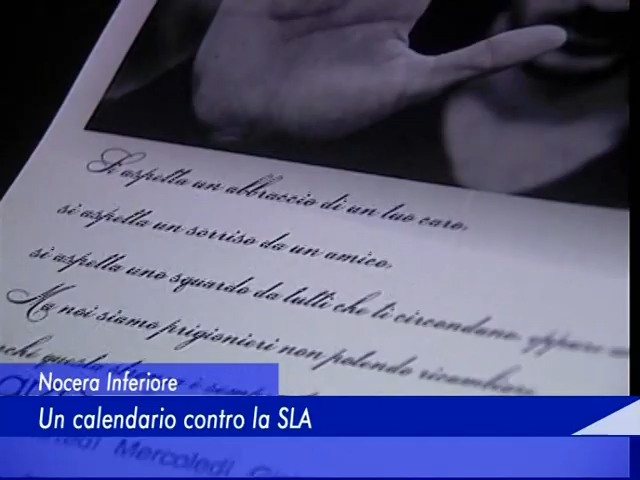 Si aspetta un abbraccio di un tuo caro,
si aspetta un sorriso da un amico,
si aspetta uno sguardo da tutti che ti circondano, oppure
Ma noi siamo prigionieri non potendo ricambiare
questa
Nocera Inferiore
Un calendario contro la SLA
Mercoledì